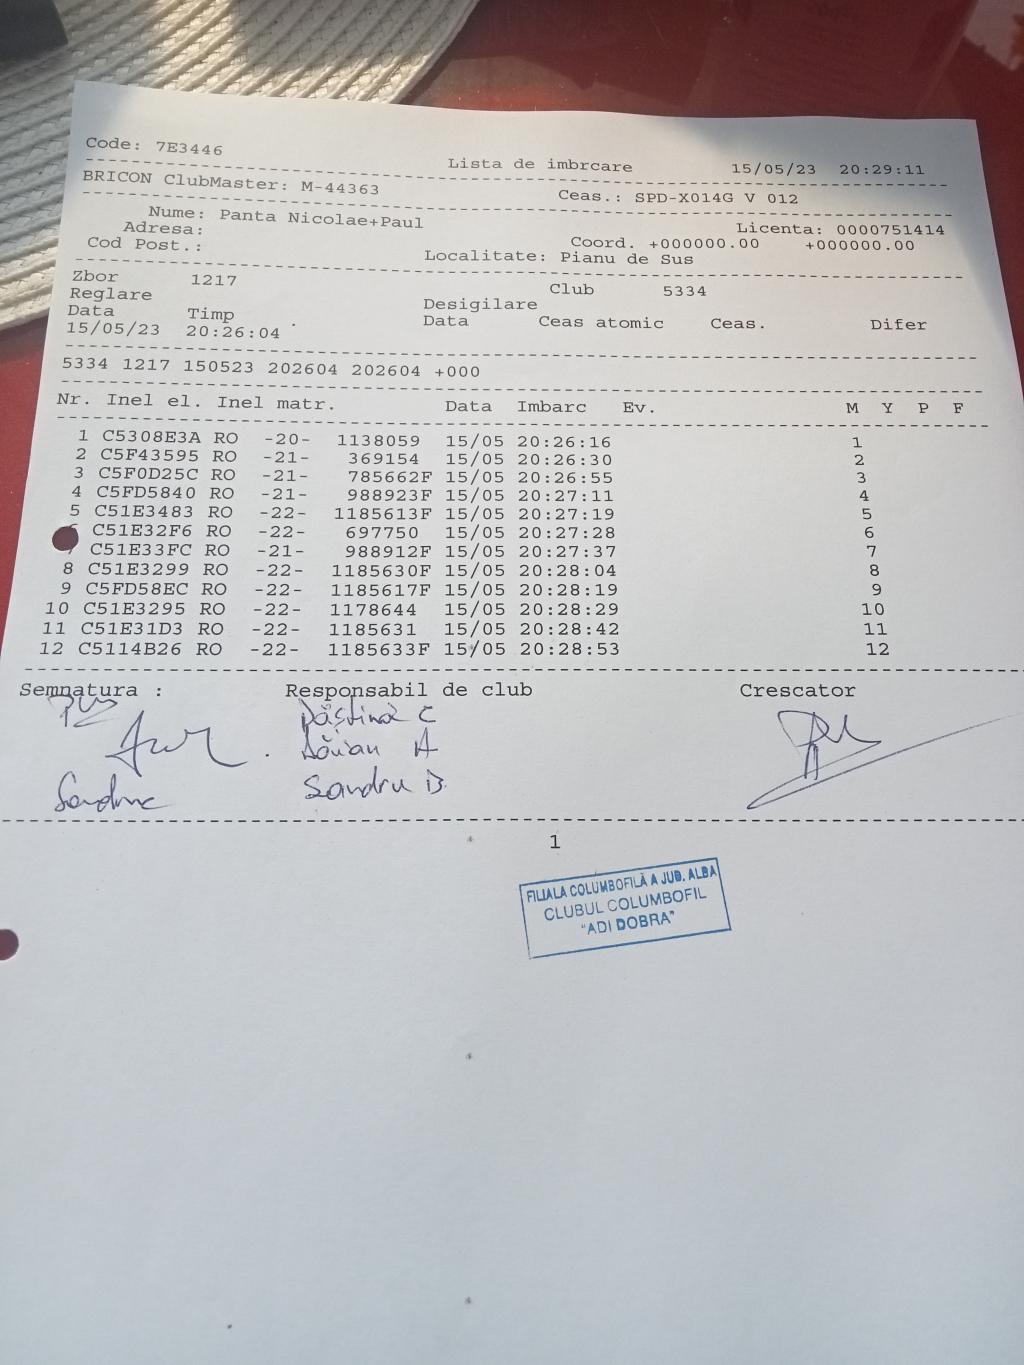 Code: 7E3446
Lista de imbrcare 15/05/23 20:29:11
BRICON ClubMaster: M-44363
Ceas.: SPD-X014G V 012
Nume: Panta Nicolae+Paul
Licenta: 0000751414
Adresa:
Coord. +000000.00 +000000.00
Cod Post.:
Localitate: Pianu de Sus
Zbor 1217
Club 5334
Reglare
Desigilare
Data Timp
Data Ceas atomic Ceas. Difer
15/05/23 20:26:04
5334 1217 150523 202604 202604 +000
Nr. Inel el. Inel matr. Data Imbarc Ev. M Y P F
1 C5308E3A RO -20- 1138059 15/05 20:26:16 1
2 C5F43595 RO -21- 369154 15/05 20:26:30 2
3 C5F0D25C RO -21- 785662F 15/05 20:26:55 3
4 C5FD5840 RO -21- 988923F 15/05 20:27:11 4
5 C51E3483 RO -22- 1185613F 15/05 20:27:19 5
C51E32F6 RO -22- 697750 15/05 20:27:28 6
C51E33FC RO -21- 988912F 15/05 20:27:37 7
8 C51E3299 RO -22- 1185630F 15/05 20:28:04 8
9 C5FD58EC RO -22- 1185617F 15/05 20:28:19 9
10 C51E3295 RO -22- 1178644 15/05 20:28:29 10
11 C51E31D3 RO -22- 1185631 15/05 20:28:42 11
12 C5114B26 RO -22- 1185633F 15/05 20:28:53 12
Semnatura : Responsabil de club Crescator
Sandru B
1
FILIALA COLUMBOFILĂ A JUD. ALBA
CLUBUL COLUMBOFIL
"ADI DOBRA"